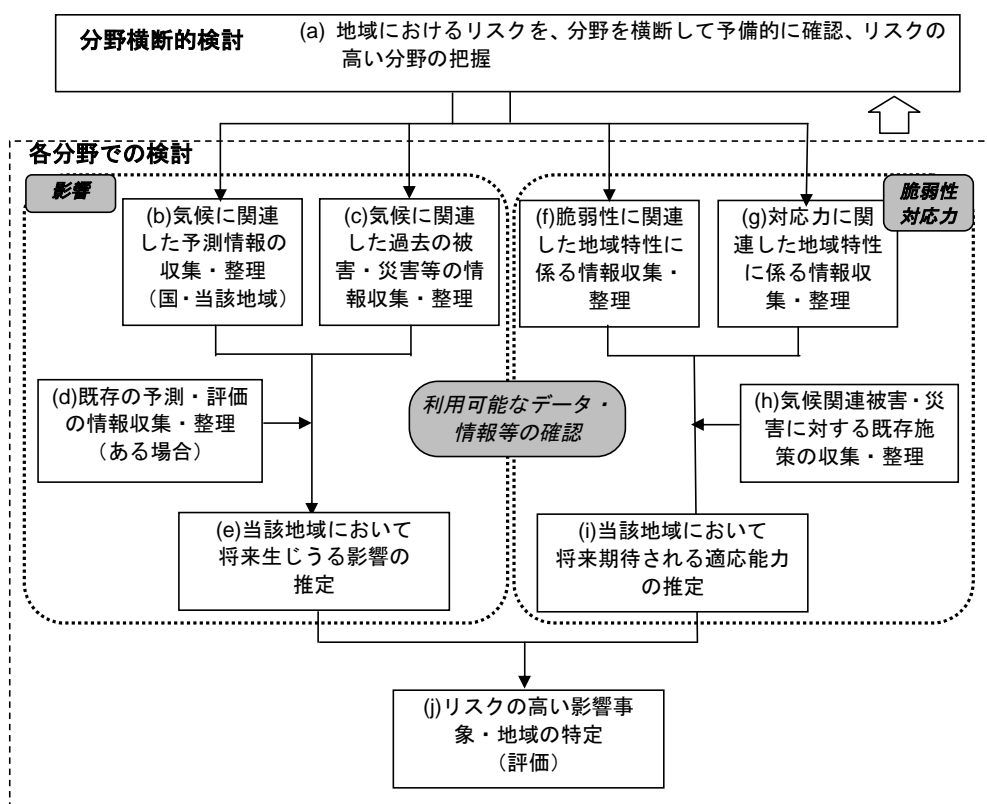 分野横断的検討
(a) 地域におけるリスクを、分野を横断して予備的に確認、リスクの
高い分野の把握
各分野での検討
影響
脆弱性
対応力
(b)気候に関連
した予測情報の
収集・整理
（国・当該地域）
(c)気候に関連
した過去の被
害・災害等の情
報収集・整理
(f)脆弱性に関連
した地域特性に
係る情報収集・
整理
(g)対応力に関
連した地域特性
に係る情報収
集・整理
(d)既存の予測・評価
の情報収集・整理
（ある場合）
利用可能なデータ・
情報等の確認
(h)気候関連被害・災
害に対する既存施
策の収集・整理
(e)当該地域において
将来生じうる影響の
推定
(i)当該地域において
将来期待される適応能力
の推定
(j)リスクの高い影響事
象・地域の特定
（評価）